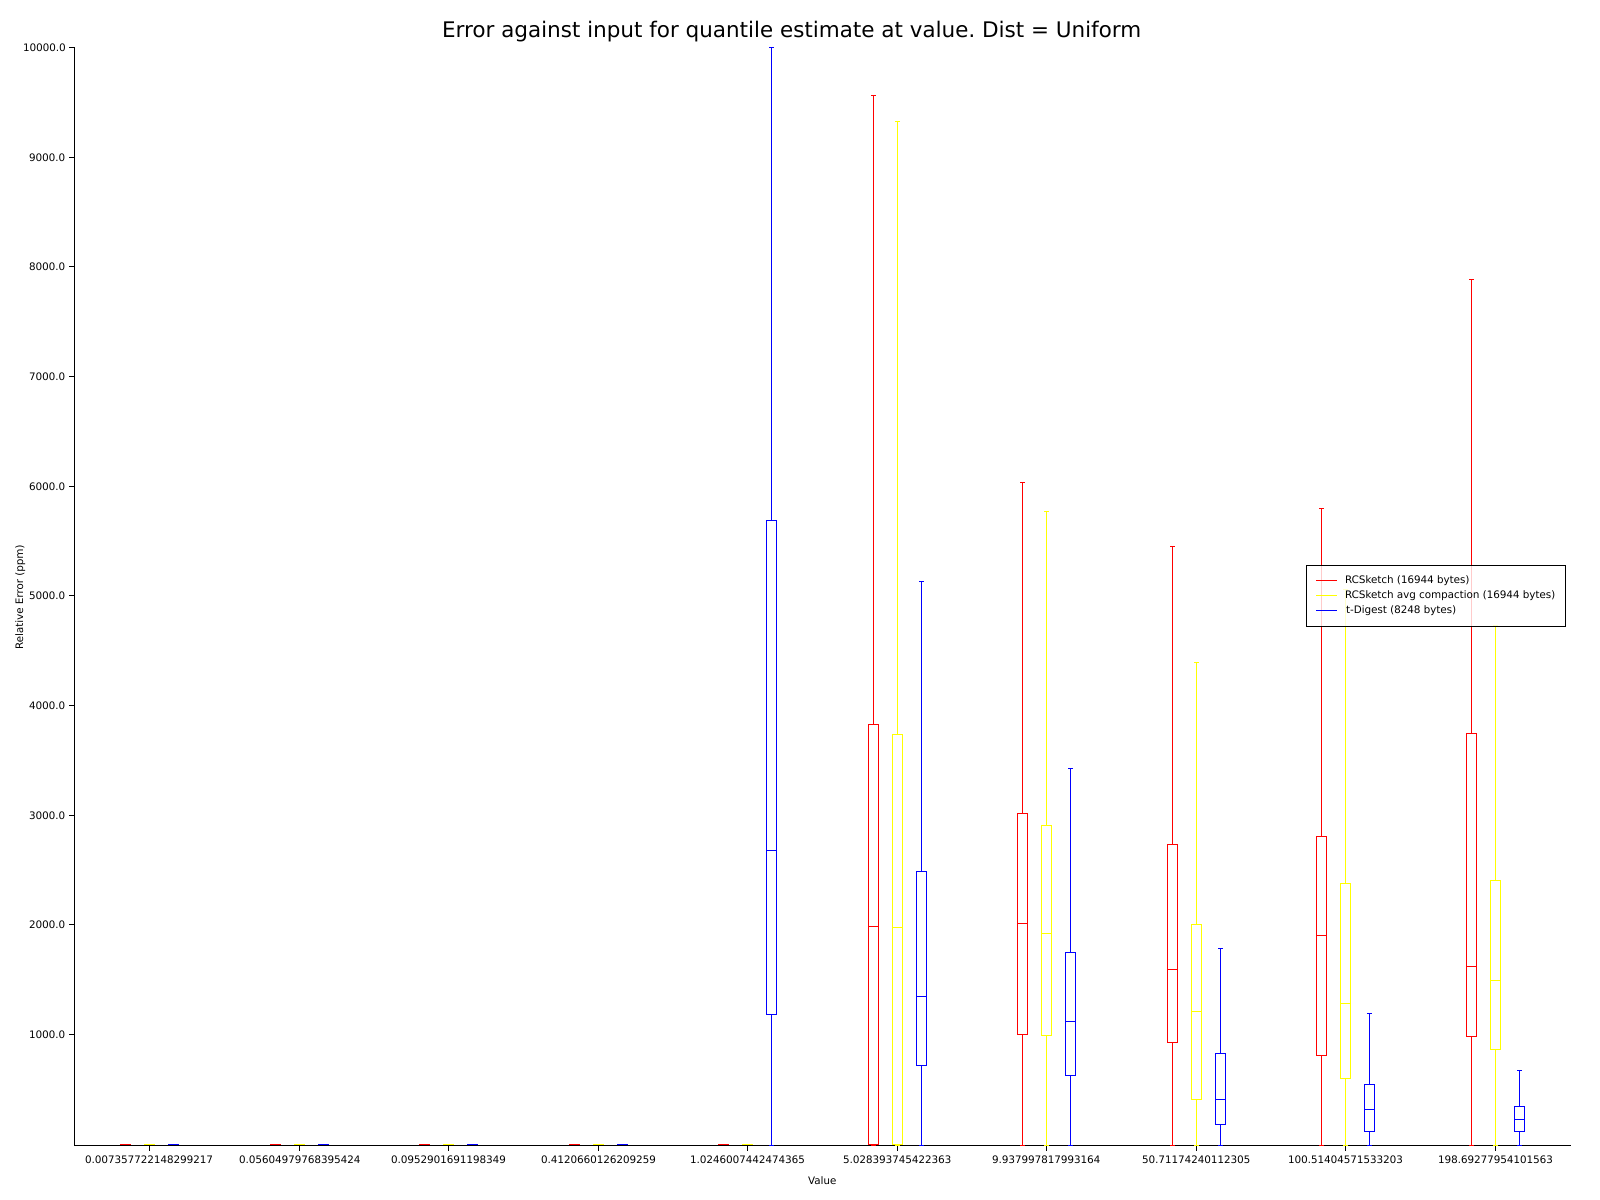 Error against input for quantile estimate at value. Dist = Uniform
10000.0
9000.0
8000.0
7000.0
6000.0
5000.0
4000.0
3000.0
2000.0
1000.0
Relative Error (ppm)
RCSketch (16944 bytes)
RCSketch avg compaction (16944 bytes)
t-Digest (8248 bytes)
0.007357722148299217 0.05604979768395424 0.0952901691198349 0.4120660126209259 1.0246007442474365 5.028393745422363 9.937997817993164 50.71174240112305 100.51404571533203 198.69277954101563
Value